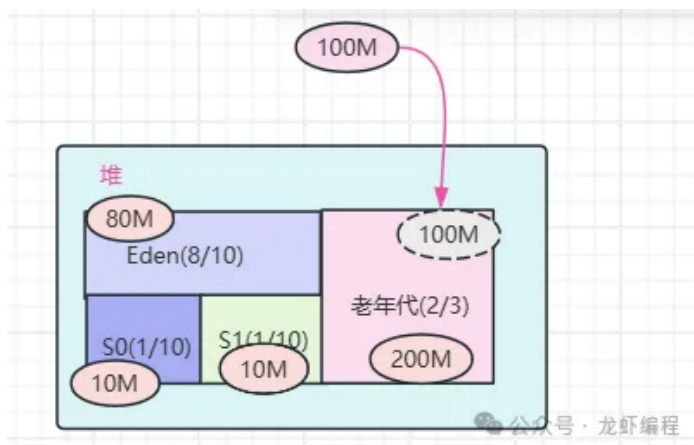 100M
堆
80M
100M
Eden(8/10)
老年代(2/3)
S0(1/10)
S1(1/10)
200M
10M
10M
公众号 · 龙虾编程